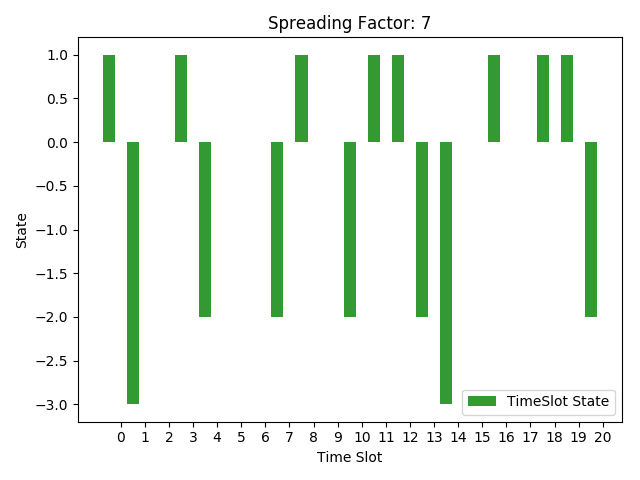 Spreading Factor: 7
State
1.0
0.5
0.0
−0.5
−1.0
−1.5
−2.0
−2.5
−3.0
TimeSlot State
0 1 2 3 4 5 6 7 8 9 10 11 12 13 14 15 16 17 18 19 20
Time Slot